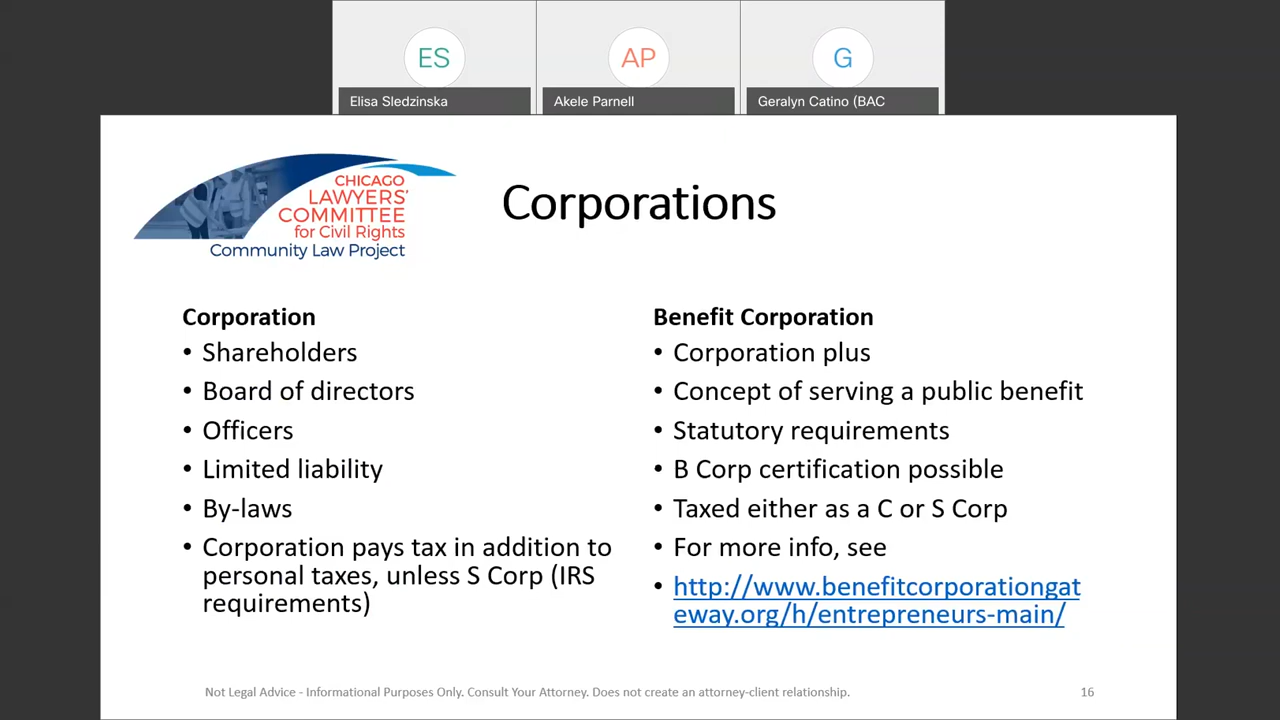 ES
AP
G
Elisa Sledzinska
Akele Parnell
Geralyn Catino (BAC
CHICAGO
LAWYERS'
COMMITTEE
for Civil Rights
Community Law Project
Corporations
Corporation
• Shareholders
• Board of directors
• Officers
• Limited liability
• By-laws
• Corporation pays tax in addition to
personal taxes, unless S Corp (IRS
requirements)
Benefit Corporation
• Corporation plus
• Concept of serving a public benefit
• Statutory requirements
• B Corp certification possible
• Taxed either as a C or S Corp
• For more info, see
• http://www.benefitcorporationgat
eway.org/h/entrepreneurs-main/
Not Legal Advice - Informational Purposes Only. Consult Your Attorney. Does not create an attorney-client relationship.
16